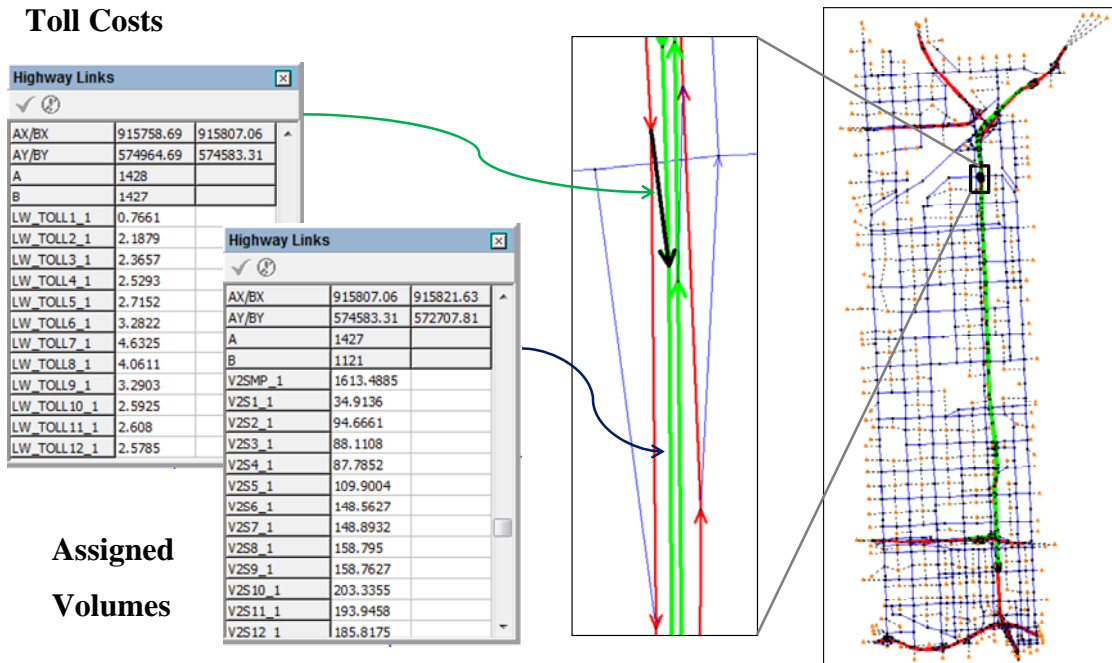 Toll Costs
Highway Links
AX/BX 915758.69 915807.06
AY/BY 574964.69 574583.31
A 1428
B 1427
LW_TOLL1_1 0.7661
LW_TOLL2_1 2.1879
LW_TOLL3_1 2.3657
LW_TOLL4_1 2.5293
LW_TOLL5_1 2.7152
LW_TOLL6_1 3.2822
LW_TOLL7_1 4.6325
LW_TOLL8_1 4.0611
LW_TOLL9_1 3.2903
LW_TOLL10_1 2.5925
LW_TOLL11_1 2.608
LW_TOLL12_1 2.5785
Highway Links
AX/BX 915807.06 915821.63
AY/BY 574583.31 572707.81
A 1427
B 1121
V2SMP_1 1613.4885
V2S1_1 34.9136
V2S2_1 94.6661
V2S3_1 88.1108
V2S4_1 87.7852
V2S5_1 109.9004
V2S6_1 148.5627
V2S7_1 148.8932
V2S8_1 158.795
V2S9_1 158.7627
V2S10_1 203.3355
V2S11_1 193.9458
V2S12_1 185.8175
Assigned
Volumes